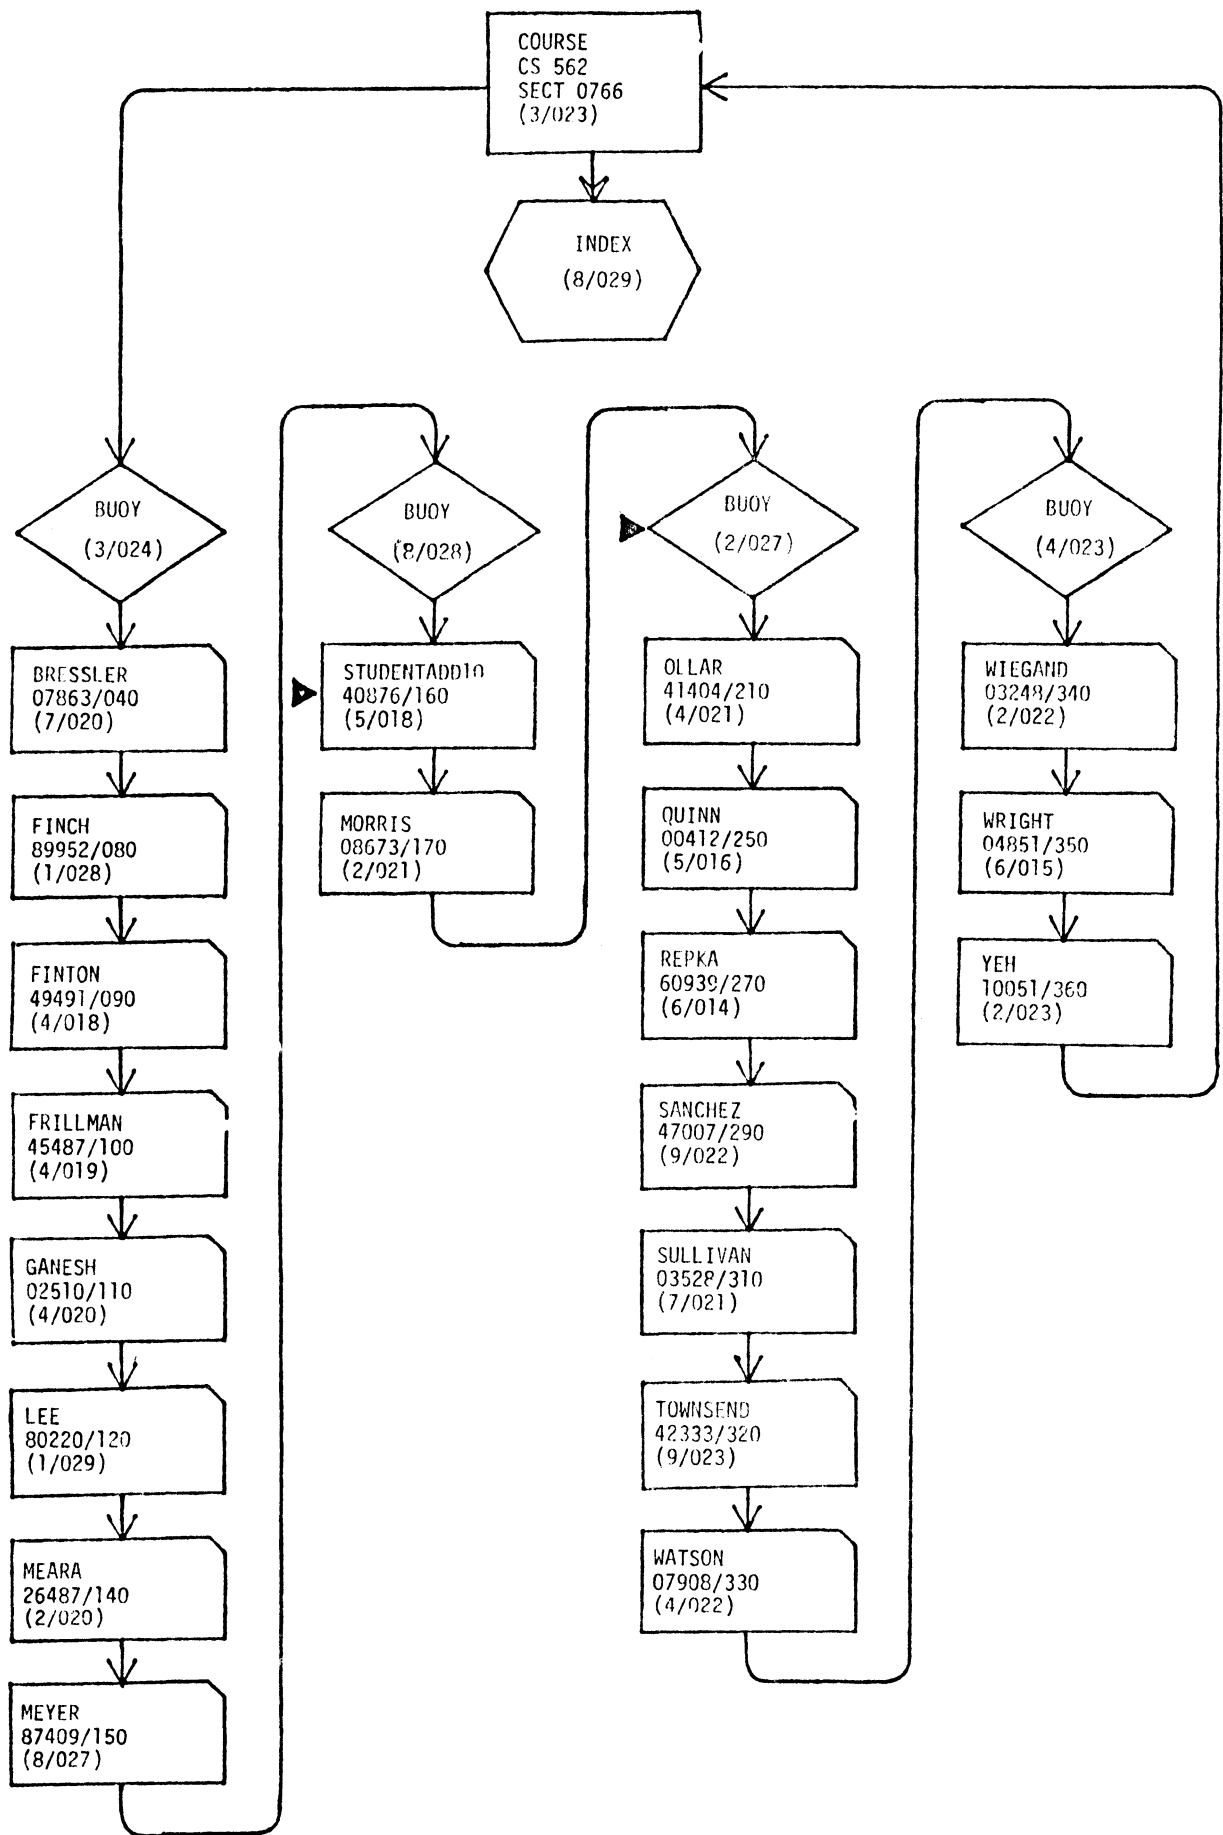 COURSE
CS 562
SECT 0766
(3/023)
INDEX
(8/029)
BUOY
(3/024)
BRESSLER
07863/040
(7/020)
FINCH
89952/080
(1/028)
FINTON
49491/090
(4/018)
FRILLMAN
45487/100
(4/019)
GANESH
02510/110
(4/020)
LEE
80220/120
(1/029)
MEARA
26487/140
(2/020)
MEYER
87409/150
(8/027)
BUOY
(8/028)
STUDENTADD10
40876/160
(5/018)
MORRIS
08673/170
(2/021)
BUOY
(2/027)
OLLAR
41404/210
(4/021)
QUINN
00412/250
(5/016)
REPKA
60939/270
(6/014)
SANCHEZ
47007/290
(9/022)
SULLIVAN
03528/310
(7/021)
TOWNSEND
42333/320
(9/023)
WATSON
07908/330
(4/022)
BUOY
(4/023)
WIEGAND
03248/340
(2/022)
WRIGHT
04851/350
(6/015)
YEH
10051/360
(2/023)